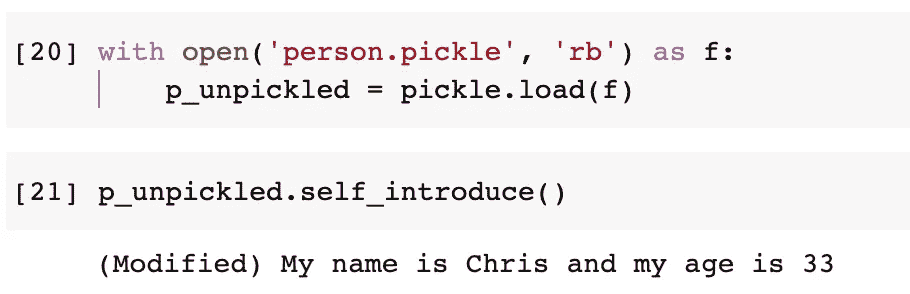 [20] with open('person.pickle', 'rb') as f:
p_unpickled = pickle.load(f)
[21] p_unpickled.self_introduce()
(Modified) My name is Chris and my age is 33